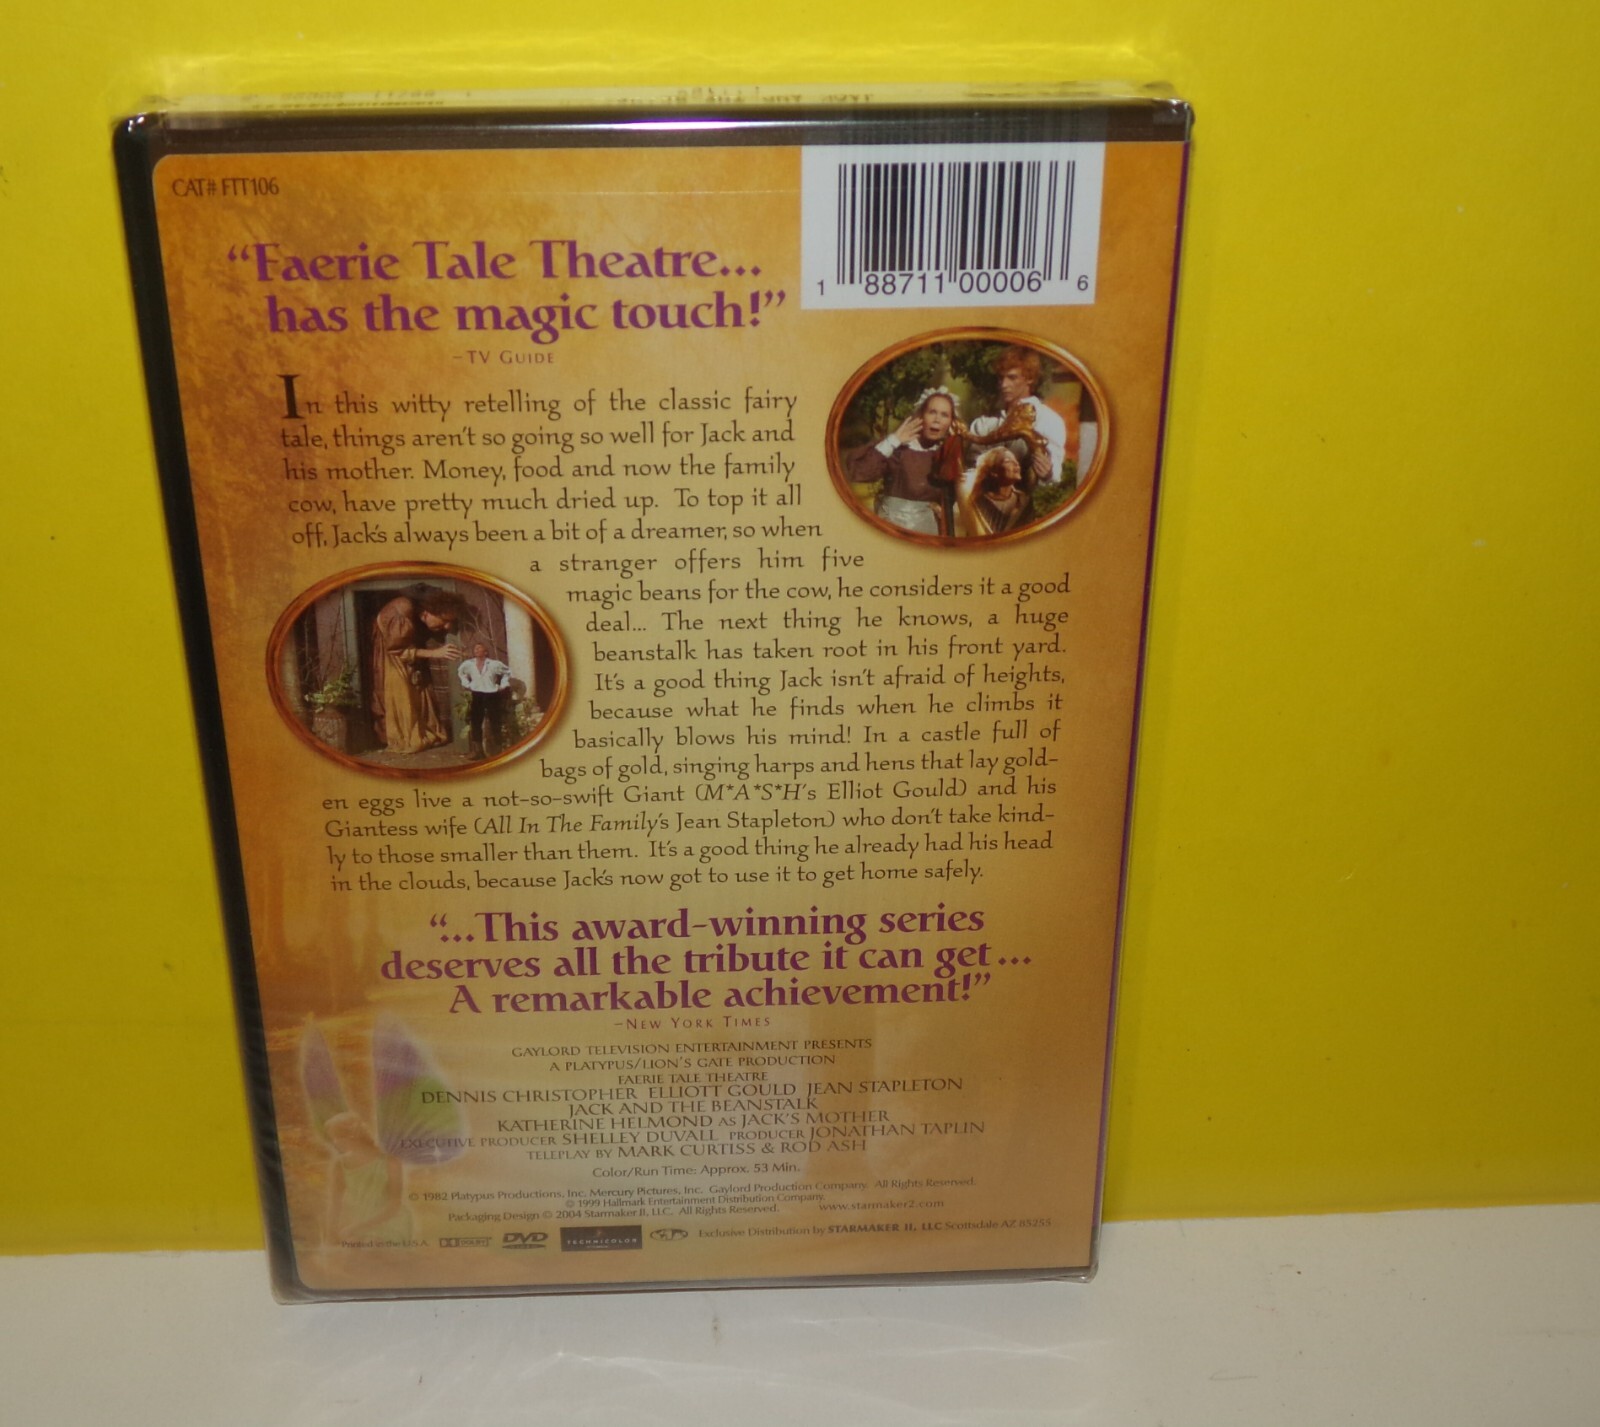 CAT# FTT106
1 88711 00006 6
“Faerie Tale Theatre...
has the magic touch!”
–TV GUIDE
In this witty retelling of the classic fairy
tale, things aren't so going so well for Jack and
his mother. Money, food and now the family
cow, have pretty much dried up. To top it all
off, Jack's always been a bit of a dreamer, so when
a stranger offers him five
magic beans for the cow, he considers it a good
deal... The next thing he knows, a huge
beanstalk has taken root in his front yard.
It's a good thing Jack isn't afraid of heights,
because what he finds when he climbs it
basically blows his mind! In a castle full of
bags of gold, singing harps and hens that lay gold-
en eggs live a not-so-swift Giant (M*A*S*H's Elliot Gould) and his
Giantess wife (All In The Family's Jean Stapleton) who don't take kind-
ly to those smaller than them. It's a good thing he already had his head
in the clouds, because Jack's now got to use it to get home safely.
“...This award-winning series
deserves all the tribute it can get...
A remarkable achievement!”
–NEW YORK TIMES
GAYLORD TELEVISION ENTERTAINMENT PRESENTS
A PLATYPUS/LION'S GATE PRODUCTION
FAERIE TALE THEATRE
DENNIS CHRISTOPHER ELLIOTT GOULD JEAN STAPLETON
JACK AND THE BEANSTALK
KATHERINE HELMOND AS JACK'S MOTHER
EXECUTIVE PRODUCER SHELLEY DUVALL PRODUCER JONATHAN TAPLIN
TELEPLAY BY MARK CURTISS & ROD ASH
Color/Run Time: Approx. 53 Min.
© 1982 Platypus Productions, Inc. Mercury Pictures, Inc. Gaylord Production Company. All Rights Reserved.
© 1999 Hallmark Entertainment Distribution Company.
Packaging Design © 2004 Starmaker II, LLC. All Rights Reserved. www.starmaker2.com
Printed in the U.S.A. DOLBY DVD TECHNICOLOR Exclusive Distribution by STARMAKER II, LLC Scottsdale AZ 85255